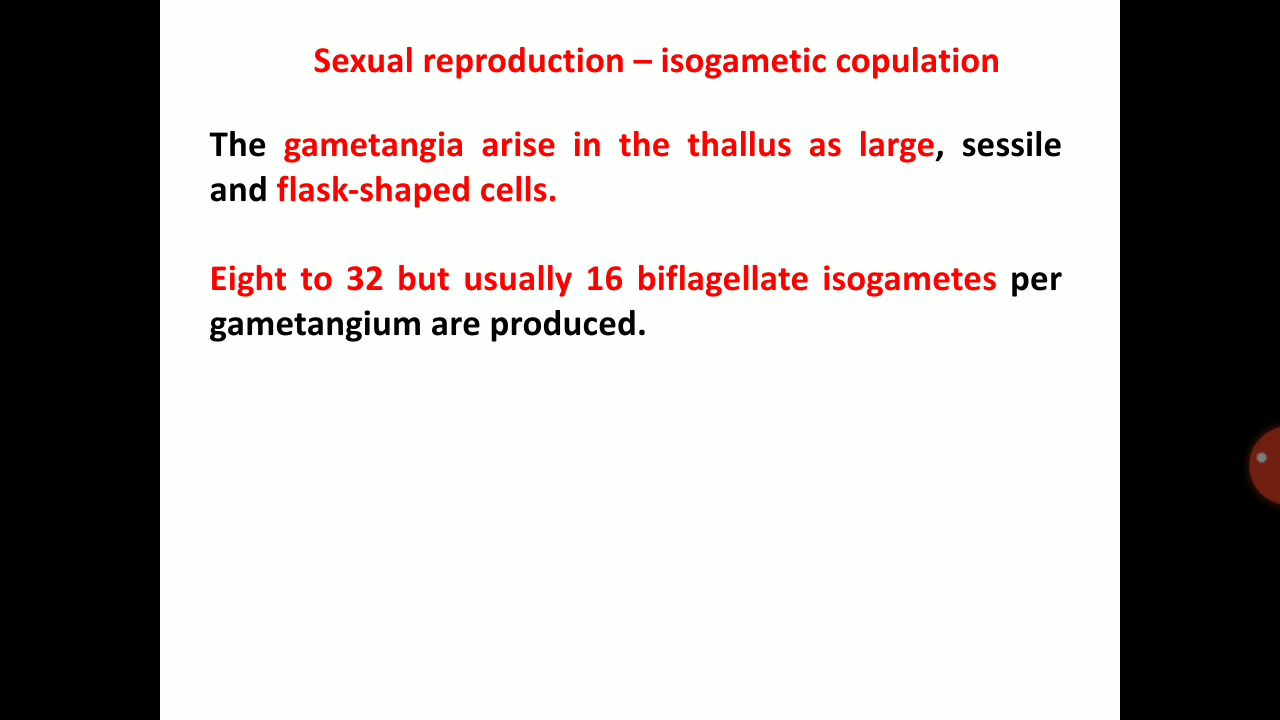 Sexual reproduction – isogametic copulation
The gametangia arise in the thallus as large, sessile
and flask-shaped cells.
Eight to 32 but usually 16 biflagellate isogametes per
gametangium are produced.